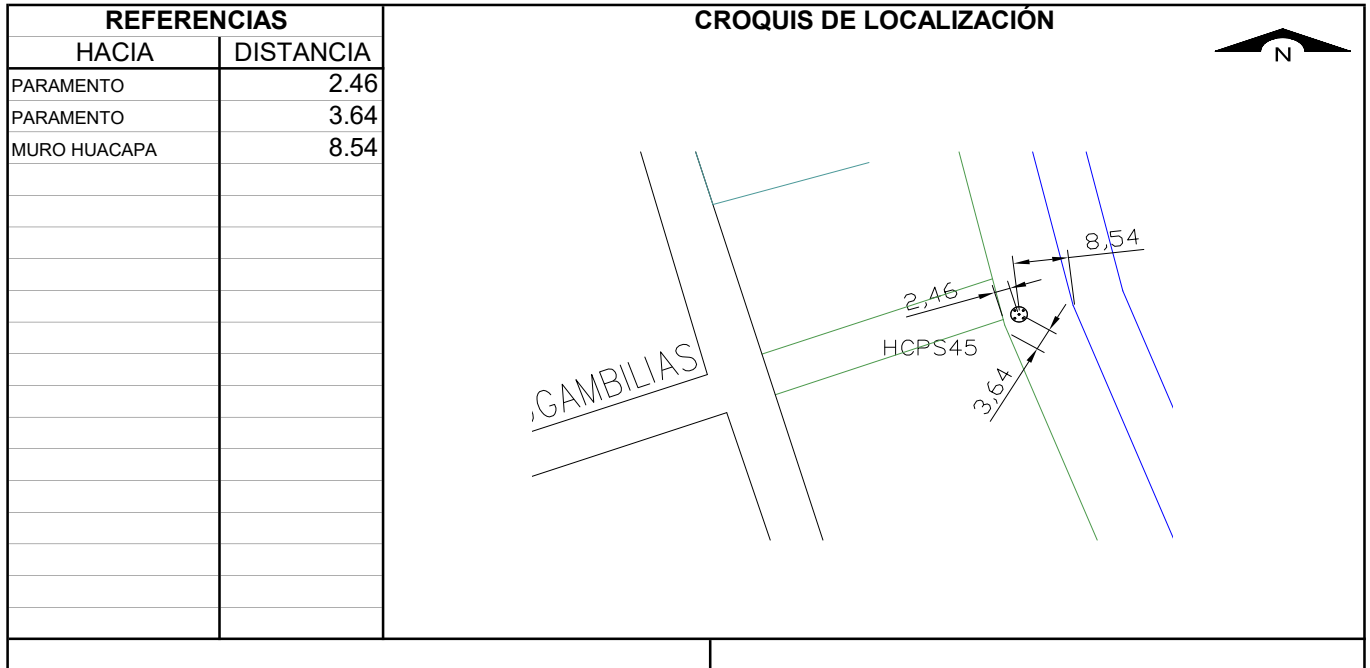 REFERENCIAS
HACIA DISTANCIA
PARAMENTO 2.46
PARAMENTO 3.64
MURO HUACAPA 8.54
CROQUIS DE LOCALIZACIÓN
N
8,54
2,46
HCPS45
3,64
GAMBILIAS